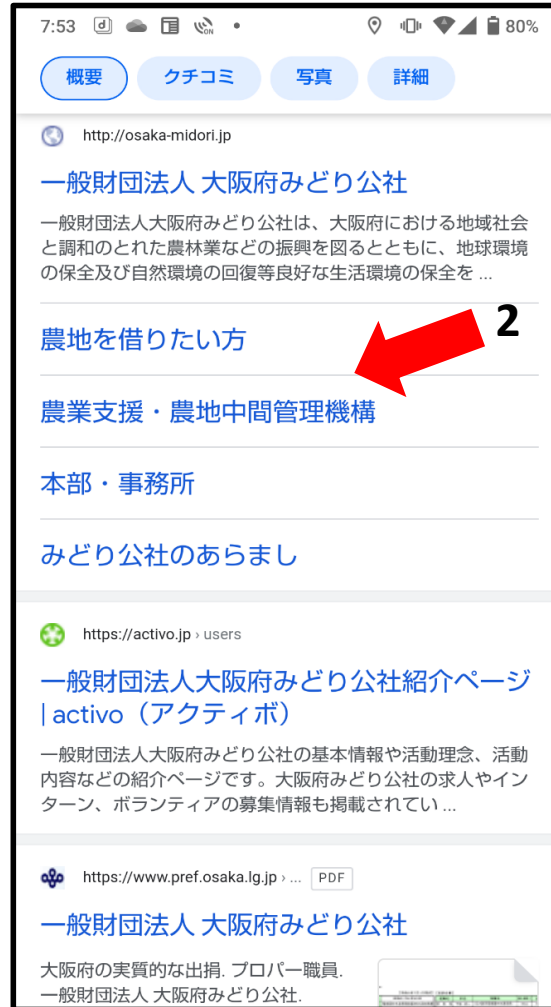 7:53
80%
概要 クチコミ 写真 詳細
http://osaka-midori.jp
一般財団法人 大阪府みどり公社
一般財団法人大阪府みどり公社は、大阪府における地域社会
と調和のとれた農林業などの振興を図るとともに、地球環境
の保全及び自然環境の回復等良好な生活環境の保全を ...
2
農地を借りたい方
農業支援・農地中間管理機構
本部・事務所
みどり公社のあらまし
https://activo.jp › users
一般財団法人大阪府みどり公社紹介ページ
| activo（アクティボ）
一般財団法人大阪府みどり公社の基本情報や活動理念、活動
内容などの紹介ページです。大阪府みどり公社の求人やイン
ターン、ボランティアの募集情報も掲載されてい ...
https://www.pref.osaka.lg.jp › ... PDF
一般財団法人 大阪府みどり公社
大阪府の実質的な出捐. プロパー職員.
一般財団法人 大阪府みどり公社.